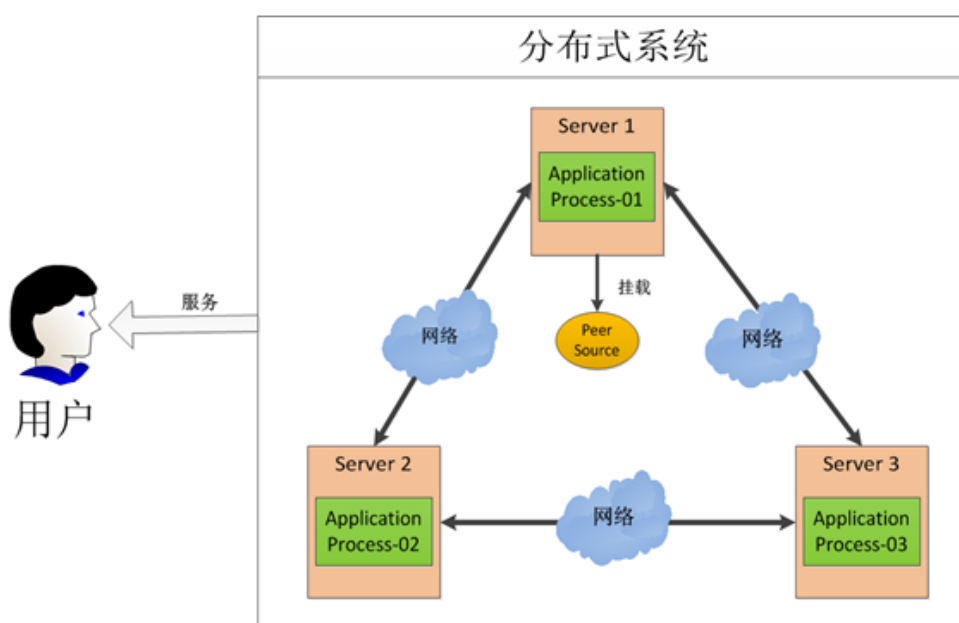 分布式系统
Server 1
Application
Process-01
挂载
Peer
Source
网络
网络
服务
用户
Server 2
Application
Process-02
网络
Server 3
Application
Process-03